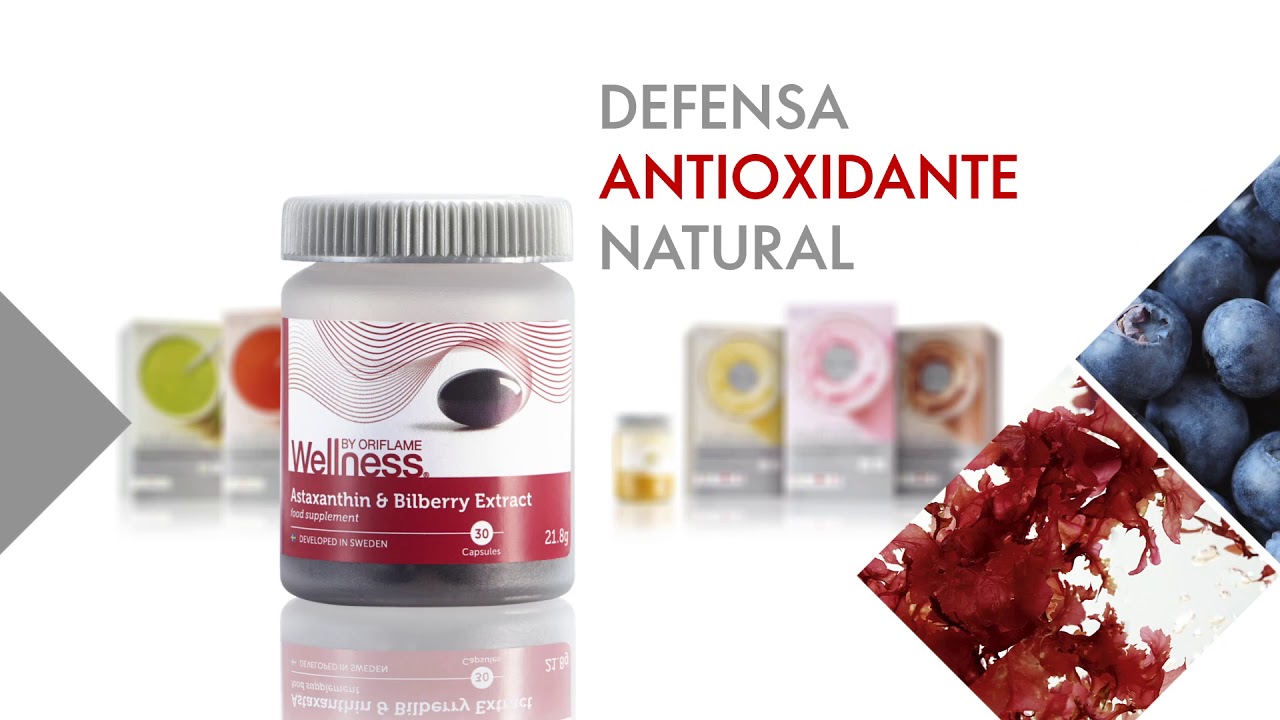 DEFENSA
ANTIOXIDANTE
NATURAL
BY ORIFLAME
Wellness®
Astaxanthin & Bilberry Extract
food supplement
30
+ DEVELOPED IN SWEDEN
Capsules
21.8g